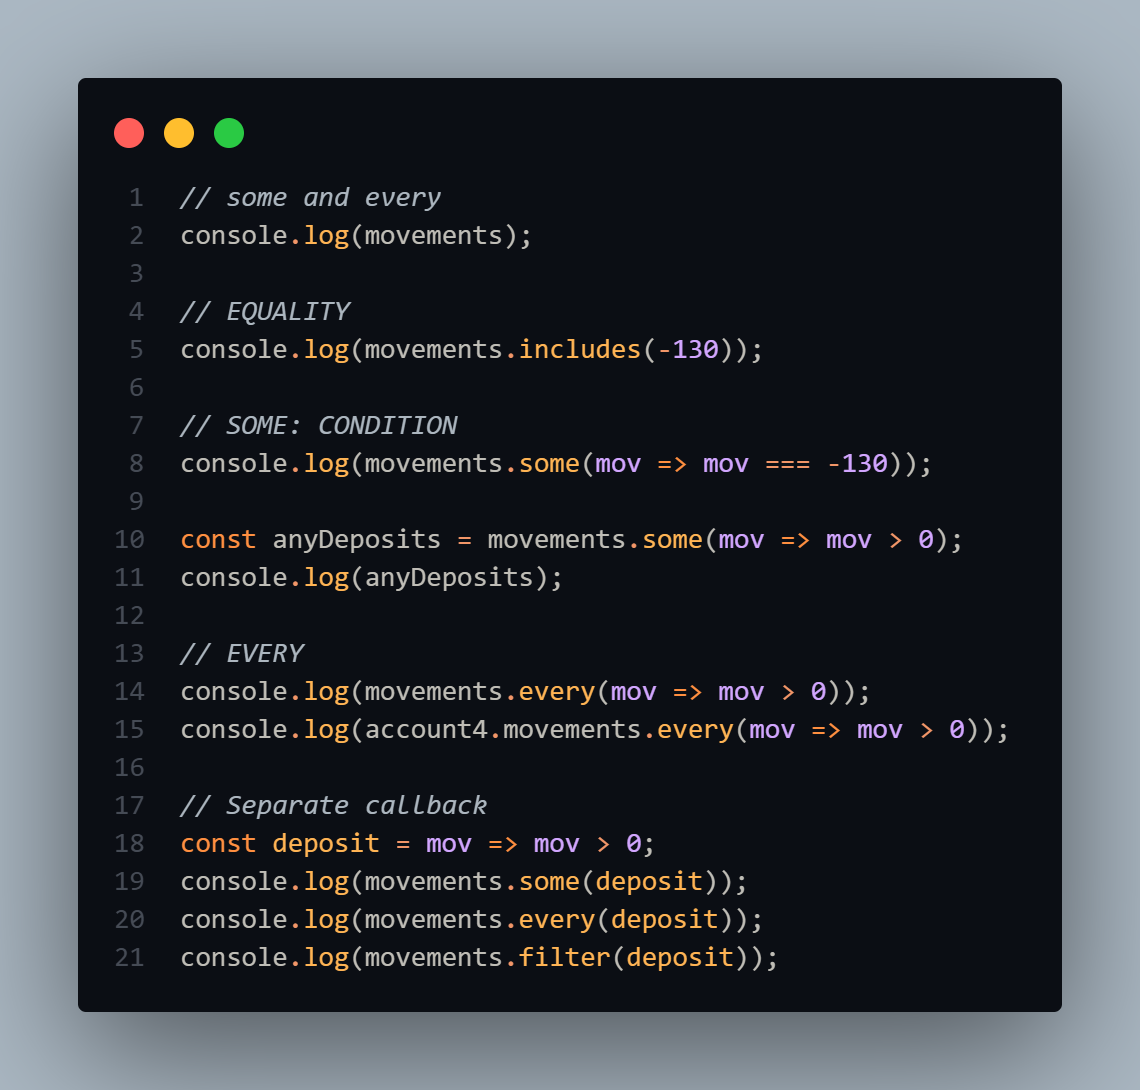 1 // some and every
2 console.log(movements);
3
4 // EQUALITY
5 console.log(movements.includes(-130));
6
7 // SOME: CONDITION
8 console.log(movements.some(mov => mov === -130));
9
10 const anyDeposits = movements.some(mov => mov > 0);
11 console.log(anyDeposits);
12
13 // EVERY
14 console.log(movements.every(mov => mov > 0));
15 console.log(account4.movements.every(mov => mov > 0));
16
17 // Separate callback
18 const deposit = mov => mov > 0;
19 console.log(movements.some(deposit));
20 console.log(movements.every(deposit));
21 console.log(movements.filter(deposit));